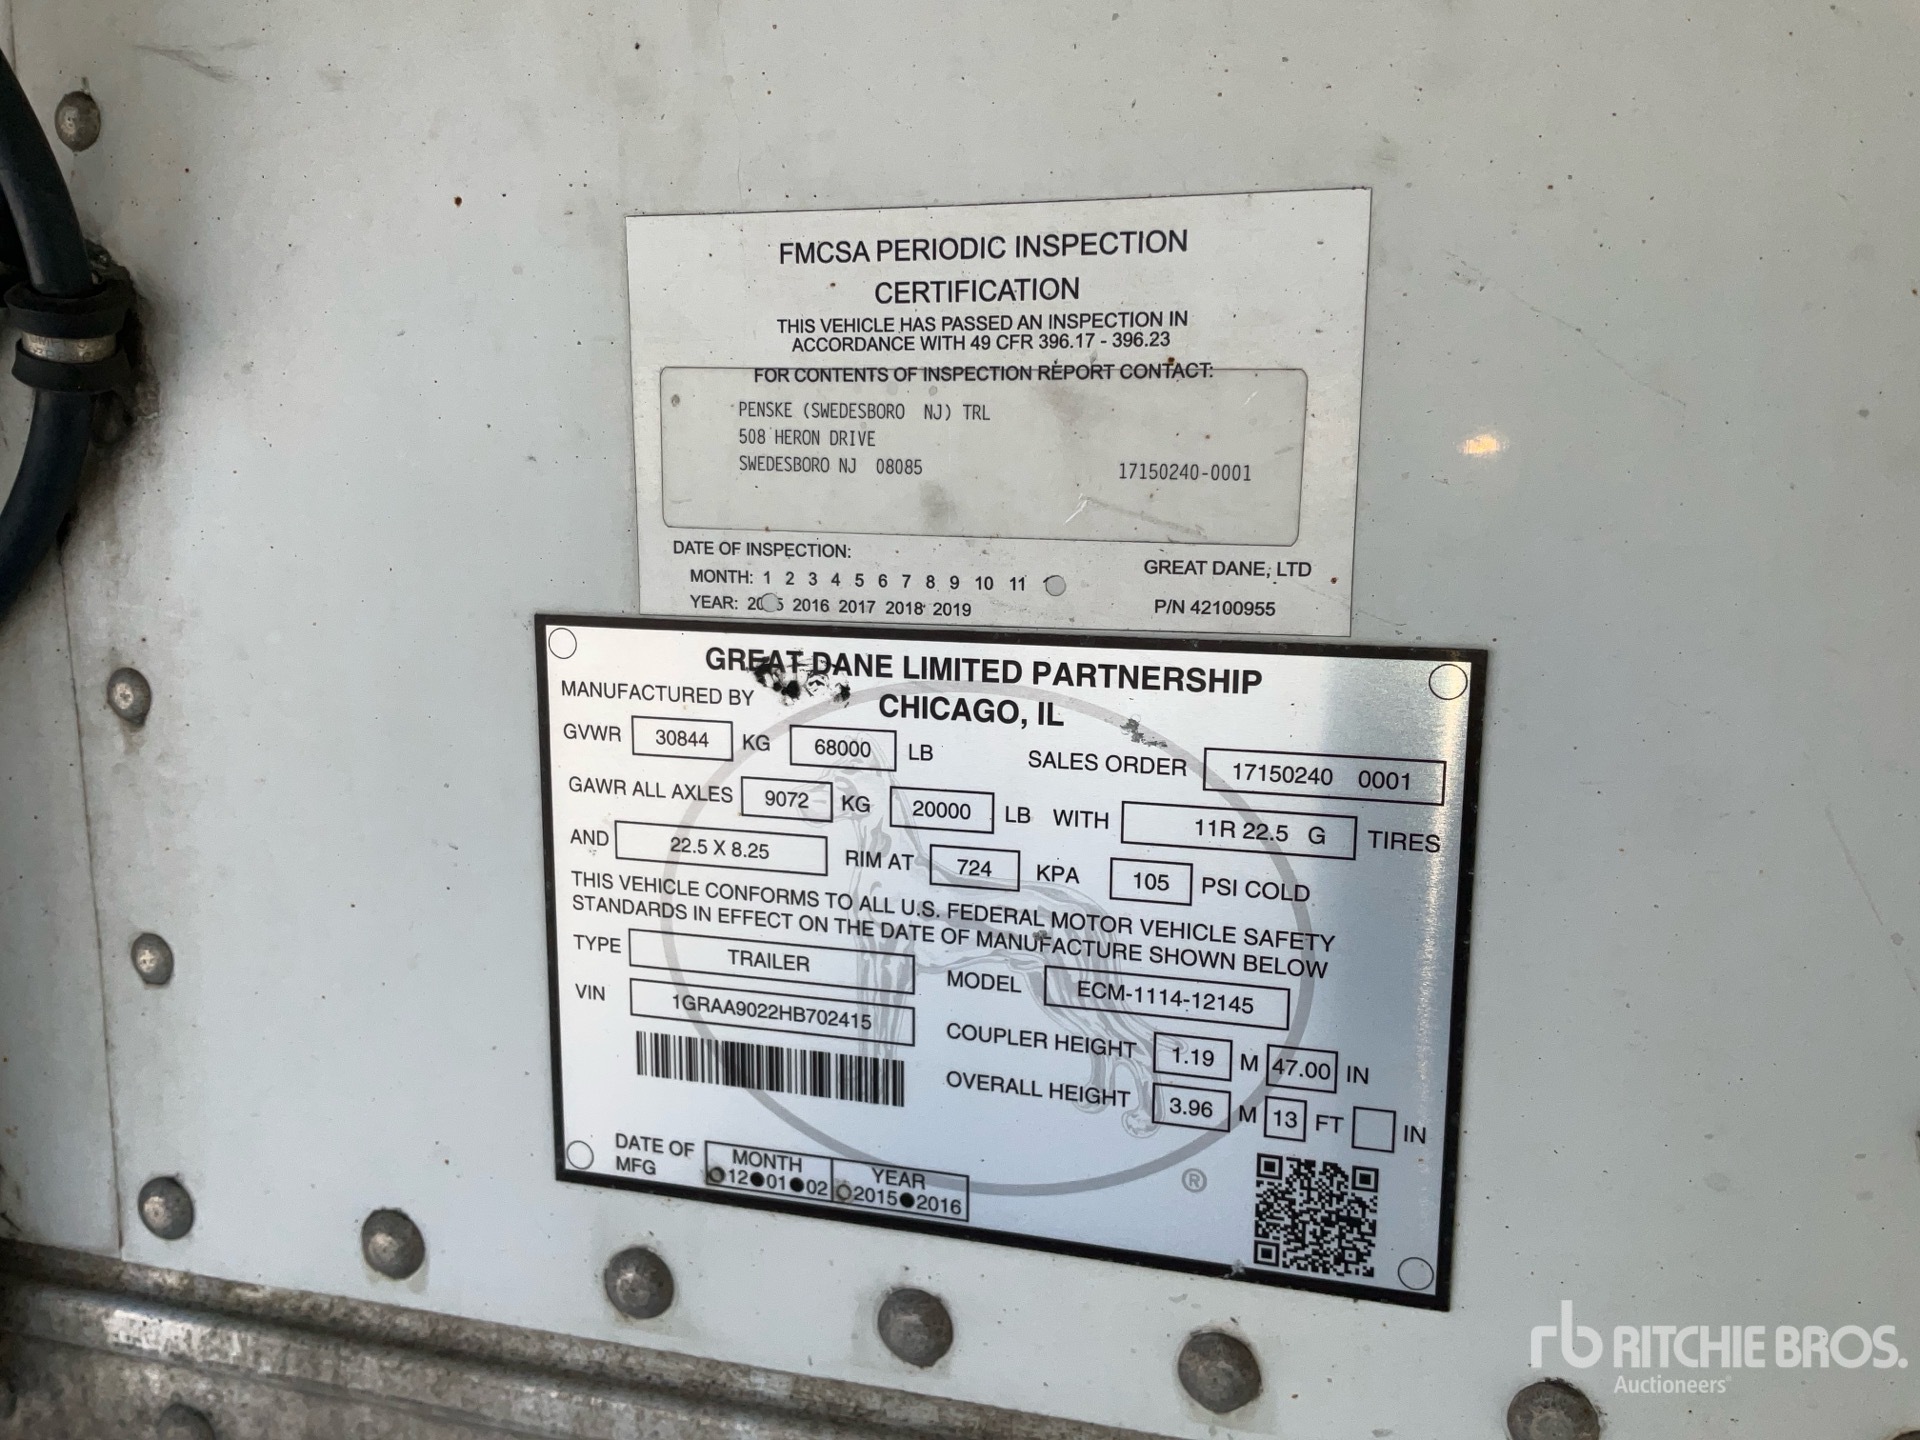 FMCSA PERIODIC INSPECTION
CERTIFICATION
THIS VEHICLE HAS PASSED AN INSPECTION IN
ACCORDANCE WITH 49 CFR 396.17 - 396.23
FOR CONTENTS OF INSPECTION REPORT CONTACT:
PENSKE (SWEDESBORO NJ) TRL
508 HERON DRIVE
SWEDESBORO NJ 08085 17150240-0001
DATE OF INSPECTION:
MONTH: 1 2 3 4 5 6 7 8 9 10 11
GREAT DANE, LTD
YEAR: 2016 2017 2018 2019
P/N 42100955
GREAT DANE LIMITED PARTNERSHIP
MANUFACTURED BY CHICAGO, IL
GVWR 30844 KG 68000 LB SALES ORDER 17150240 0001
GAWR ALL AXLES 9072 KG 20000 LB WITH 11R 22.5 G TIRES
AND 22.5 X 8.25 RIM AT 724 KPA 105 PSI COLD
THIS VEHICLE CONFORMS TO ALL U.S. FEDERAL MOTOR VEHICLE SAFETY
STANDARDS IN EFFECT ON THE DATE OF MANUFACTURE SHOWN BELOW
TYPE TRAILER MODEL ECM-1114-12145
VIN 1GRAA9022HB702415
COUPLER HEIGHT 1.19 M 47.00 IN
OVERALL HEIGHT 3.96 M 13 FT IN
DATE OF MFG MONTH YEAR
12 01 02 2015 2016
®
rb RITCHIE BROS.
Auctioneers